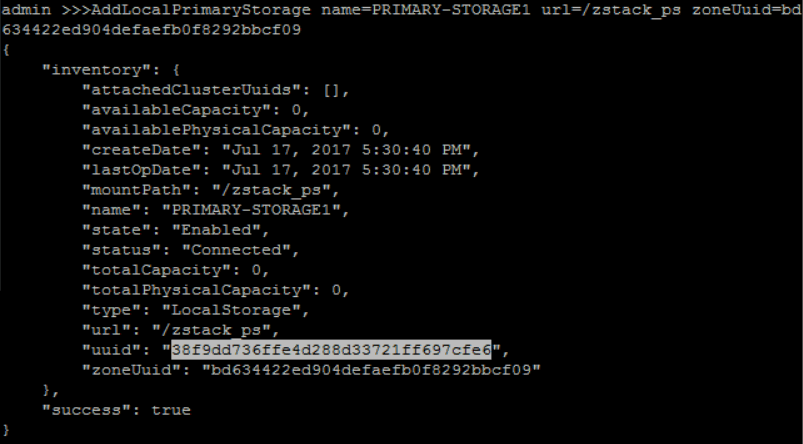 admin >>>AddLocalPrimaryStorage name=PRIMARY-STORAGE1 url=/zstack_ps zoneUuid=bd
634422ed904defaefb0f8292bbcf09
{
    "inventory": {
        "attachedClusterUuids": [],
        "availableCapacity": 0,
        "availablePhysicalCapacity": 0,
        "createDate": "Jul 17, 2017 5:30:40 PM",
        "lastOpDate": "Jul 17, 2017 5:30:40 PM",
        "mountPath": "/zstack_ps",
        "name": "PRIMARY-STORAGE1",
        "state": "Enabled",
        "status": "Connected",
        "totalCapacity": 0,
        "totalPhysicalCapacity": 0,
        "type": "LocalStorage",
        "url": "/zstack_ps",
        "uuid": "38f9dd736ffe4d288d33721ff697cfe6",
        "zoneUuid": "bd634422ed904defaefb0f8292bbcf09"
    },
    "success": true
}